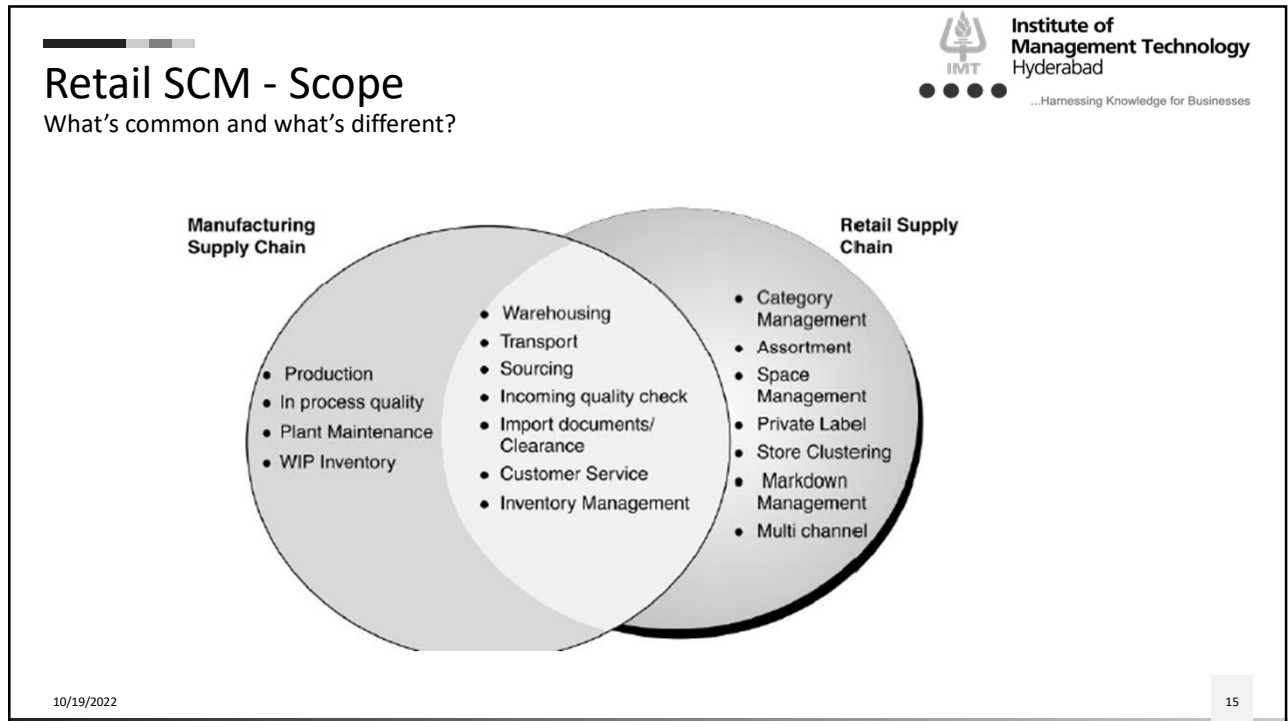 Retail SCM - Scope
What's common and what's different?
IMT
Institute of
Management Technology
Hyderabad
...Harnessing Knowledge for Businesses
Manufacturing
Supply Chain
• Production
• In process quality
• Plant Maintenance
• WIP Inventory
• Warehousing
• Transport
• Sourcing
• Incoming quality check
• Import documents/
Clearance
• Customer Service
• Inventory Management
Retail Supply
Chain
• Category
Management
• Assortment
• Space
Management
• Private Label
• Store Clustering
• Markdown
Management
• Multi channel
10/19/2022
15